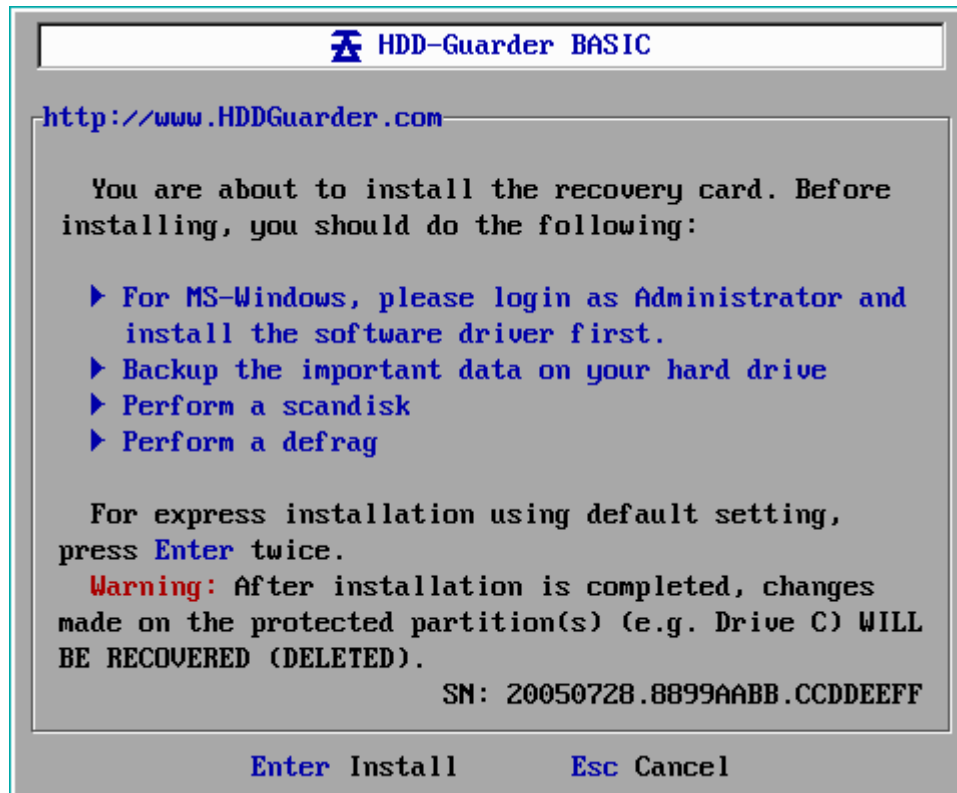 HDD-Guarder BASIC
http://www.HDDGuarder.com
You are about to install the recovery card. Before
installing, you should do the following:
For MS-Windows, please login as Administrator and
install the software driver first.
Backup the important data on your hard drive
Perform a scandisk
Perform a defrag
For express installation using default setting,
press Enter twice.
Warning: After installation is completed, changes
made on the protected partition(s) (e.g. Drive C) WILL
BE RECOVERED (DELETED).
SN: 20050728.8899AABB.CCDDEEFF
Enter Install Esc Cancel